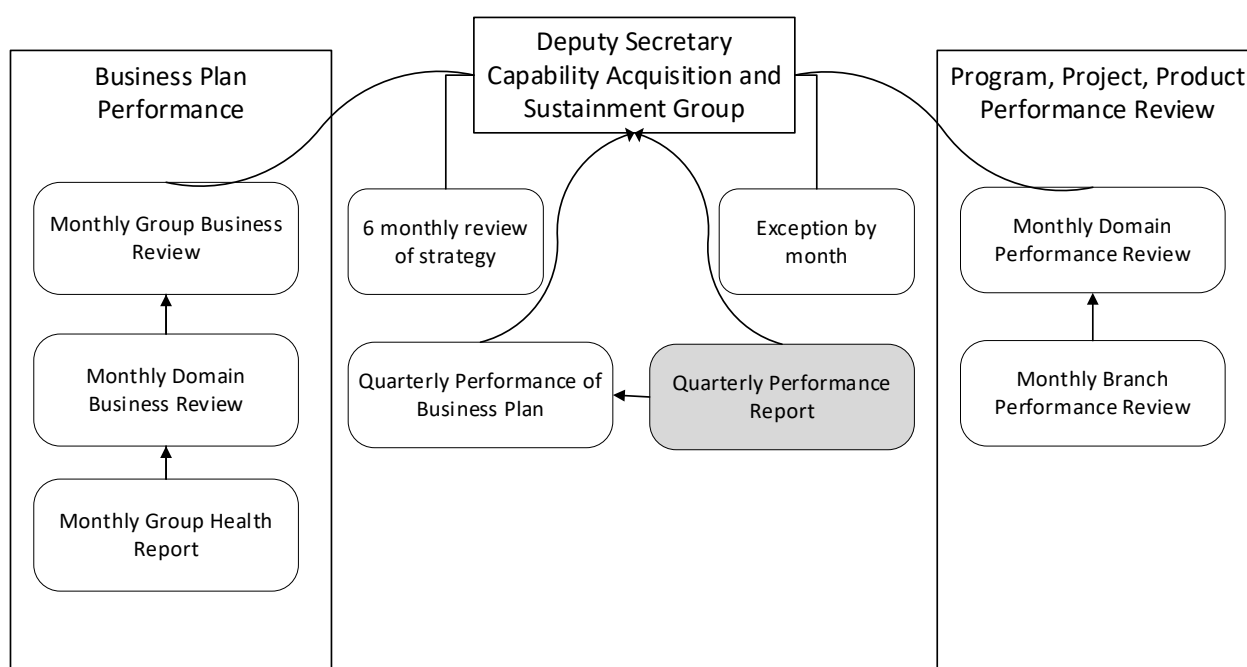 Deputy Secretary
Capability Acquisition and
Sustainment Group
Business Plan
Performance
Monthly Group Business
Review
Monthly Domain
Business Review
Monthly Group Health
Report
6 monthly review
of strategy
Exception by
month
Quarterly Performance of
Business Plan
Quarterly Performance
Report
Program, Project, Product
Performance Review
Monthly Domain
Performance Review
Monthly Branch
Performance Review